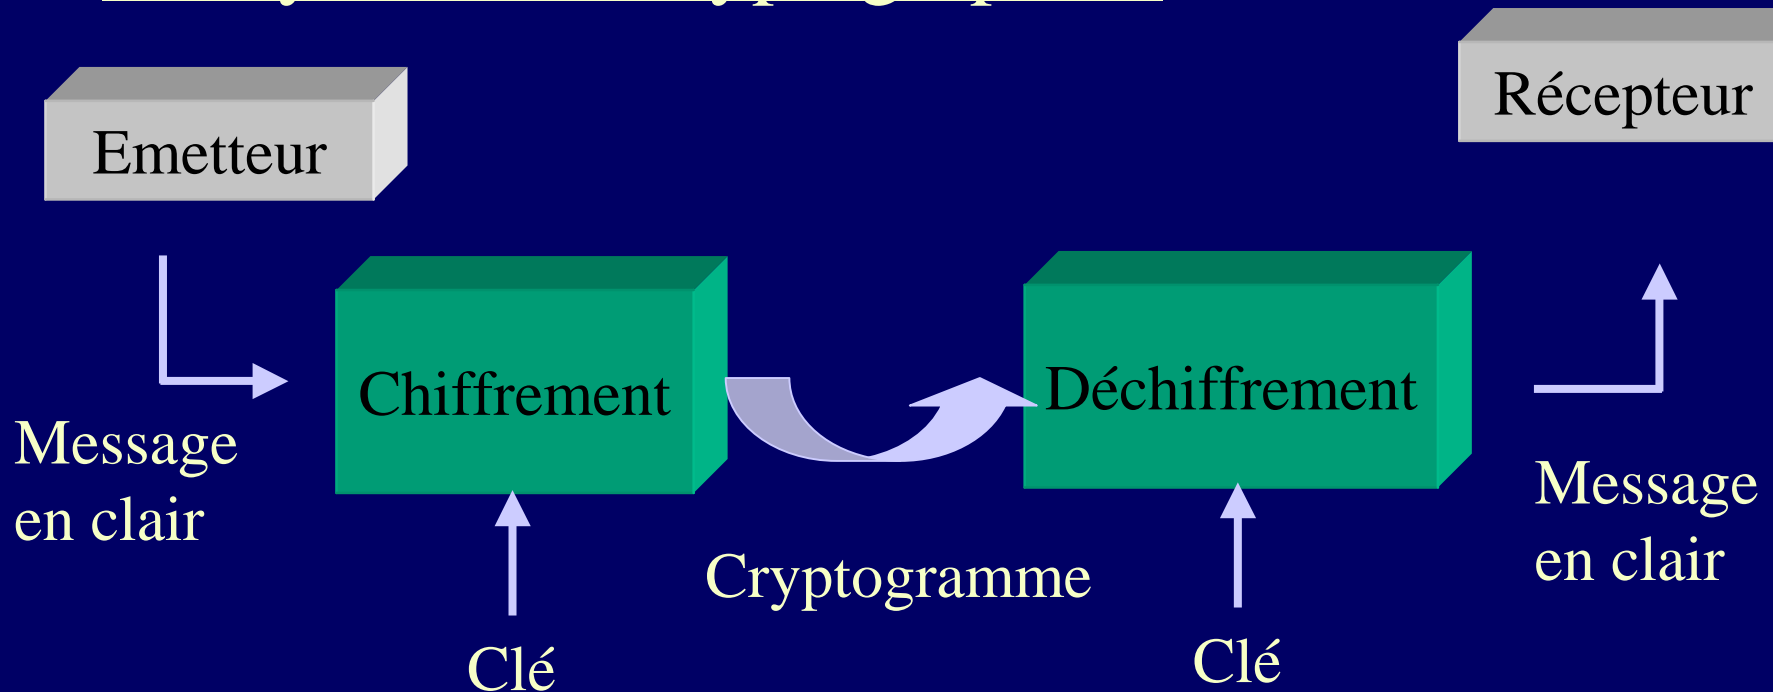 Emetteur
Récepteur
Chiffrement
Déchiffrement
Message
en clair
Cryptogramme
Message
en clair
Clé
Clé